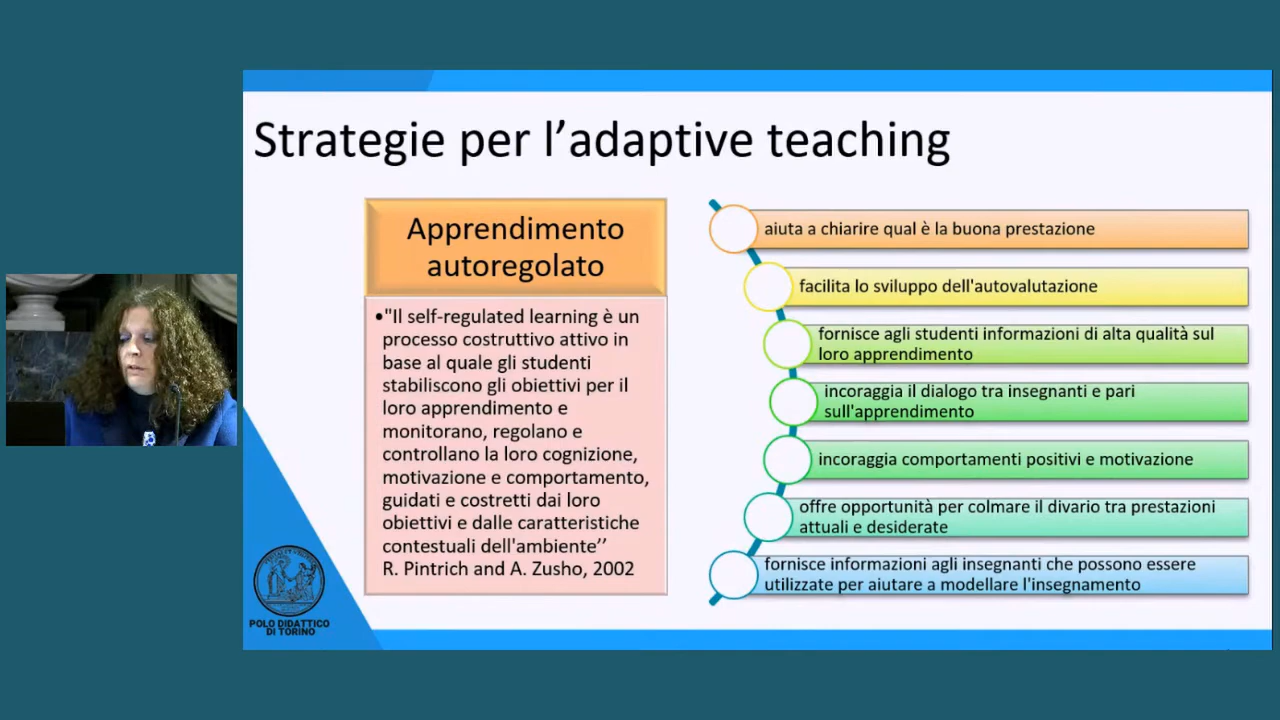 Strategie per l’adaptive teaching
Apprendimento
autoregolato
•"Il self-regulated learning è un
processo costruttivo attivo in
base al quale gli studenti
stabiliscono gli obiettivi per il
loro apprendimento e
monitorano, regolano e
controllano la loro cognizione,
motivazione e comportamento,
guidati e costretti dai loro
obiettivi e dalle caratteristiche
contestuali dell'ambiente’’
R. Pintrich and A. Zusho, 2002
aiuta a chiarire qual è la buona prestazione
facilita lo sviluppo dell'autovalutazione
fornisce agli studenti informazioni di alta qualità sul
loro apprendimento
incoraggia il dialogo tra insegnanti e pari
sull'apprendimento
incoraggia comportamenti positivi e motivazione
offre opportunità per colmare il divario tra prestazioni
attuali e desiderate
fornisce informazioni agli insegnanti che possono essere
utilizzate per aiutare a modellare l'insegnamento
POLO DIDATTICO
DI TORINO